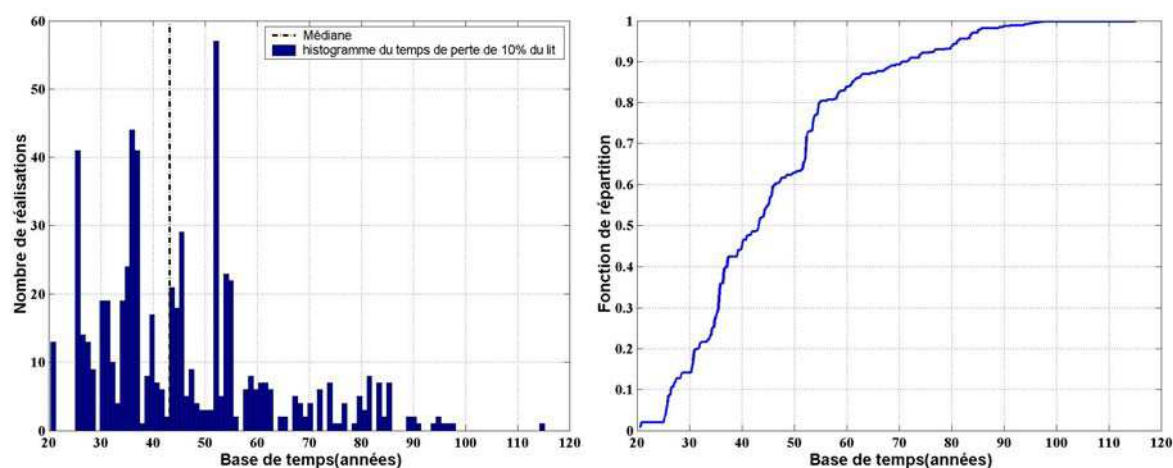 60
50
40
30
20
10
0
Nombre de réalisations
Médiane
histogramme du temps de perte de 10% du lit
20 30 40 50 60 70 80 90 100 110 120
Base de temps(années)
1
0.9
0.8
0.7
0.6
0.5
0.4
0.3
0.2
0.1
0
Fonction de répartition
20 30 40 50 60 70 80 90 100 110 120
Base de temps(années)